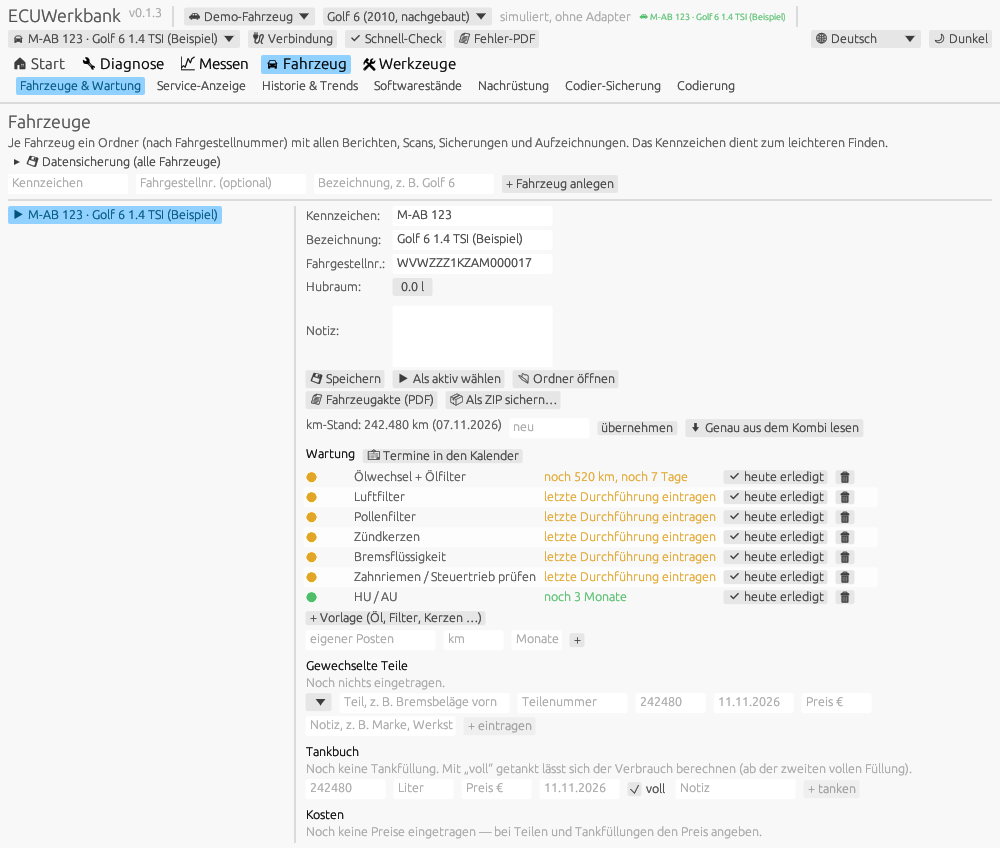 ECUWerkbank v0.1.3 Demo-Fahrzeug Golf 6 (2010, nachgebaut) simuliert, ohne Adapter M-AB 123 · Golf 6 1.4 TSI (Beispiel)
M-AB 123 · Golf 6 1.4 TSI (Beispiel) Verbindung Schnell-Check Fehler-PDF Deutsch Dunkel
Start Diagnose Messen Fahrzeug Werkzeuge
Fahrzeuge & Wartung Service-Anzeige Historie & Trends Softwarestände Nachrüstung Codier-Sicherung Codierung
Fahrzeuge
Je Fahrzeug ein Ordner (nach Fahrgestellnummer) mit allen Berichten, Scans, Sicherungen und Aufzeichnungen. Das Kennzeichen dient zum leichteren Finden.
Datensicherung (alle Fahrzeuge)
Kennzeichen Fahrgestellnr. (optional) Bezeichnung, z. B. Golf 6 + Fahrzeug anlegen
M-AB 123 · Golf 6 1.4 TSI (Beispiel)
Kennzeichen: M-AB 123
Bezeichnung: Golf 6 1.4 TSI (Beispiel)
Fahrgestellnr.: WVWZZZ1KZAM000017
Hubraum: 0.0 l
Notiz:
Speichern Als aktiv wählen Ordner öffnen
Fahrzeugakte (PDF) Als ZIP sichern…
km-Stand: 242.480 km (07.11.2026) neu übernehmen Genau aus dem Kombi lesen
Wartung Termine in den Kalender
Ölwechsel + Ölfilter noch 520 km, noch 7 Tage heute erledigt
Luftfilter letzte Durchführung eintragen heute erledigt
Pollenfilter letzte Durchführung eintragen heute erledigt
Zündkerzen letzte Durchführung eintragen heute erledigt
Bremsflüssigkeit letzte Durchführung eintragen heute erledigt
Zahnriemen / Steuertrieb prüfen letzte Durchführung eintragen heute erledigt
HU / AU noch 3 Monate heute erledigt
+ Vorlage (Öl, Filter, Kerzen …)
eigener Posten km Monate +
Gewechselte Teile
Noch nichts eingetragen.
Teil, z. B. Bremsbeläge vorn Teilenummer 242480 11.11.2026 Preis €
Notiz, z. B. Marke, Werkst + eintragen
Tankbuch
Noch keine Tankfüllung. Mit „voll“ getankt lässt sich der Verbrauch berechnen (ab der zweiten vollen Füllung).
242480 Liter Preis € 11.11.2026 voll Notiz + tanken
Kosten
Noch keine Preise eingetragen — bei Teilen und Tankfüllungen den Preis angeben.